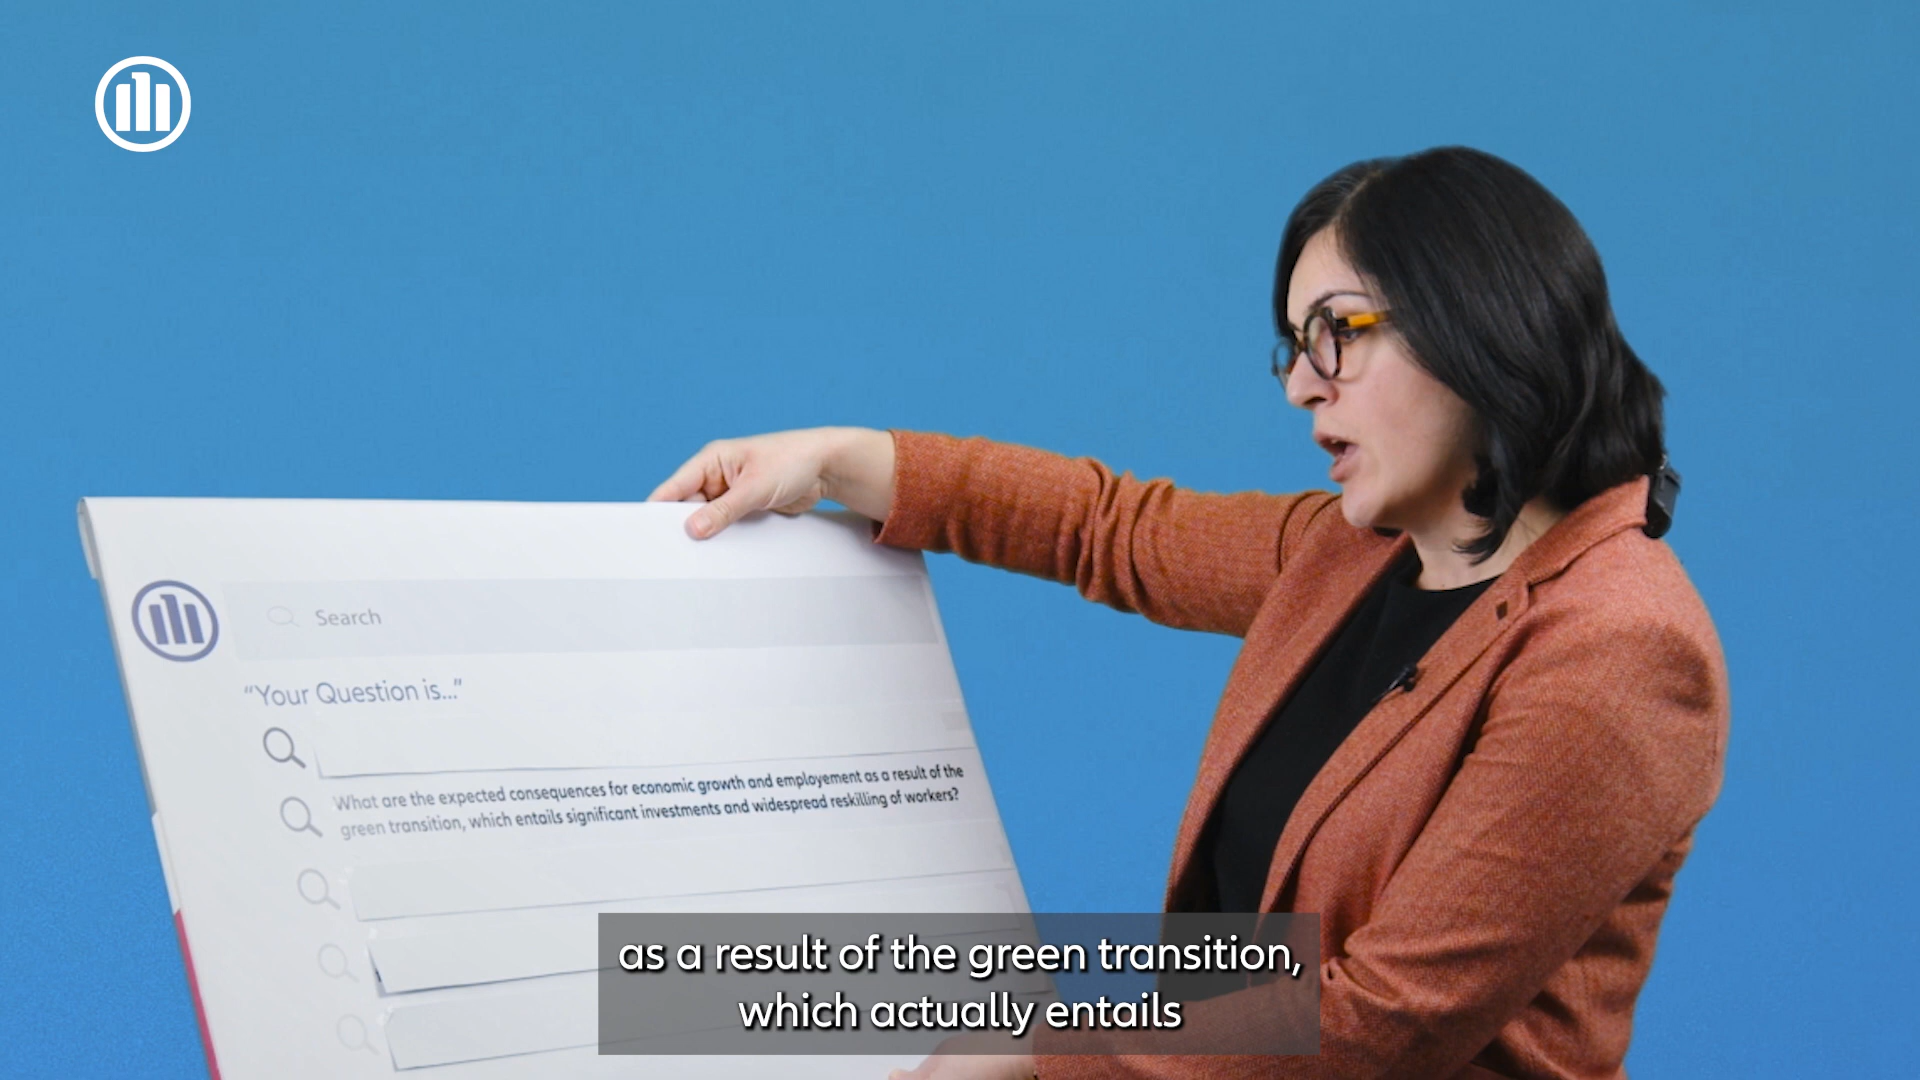 Search
“Your Question is...”
What are the expected consequences for economic growth and employement as a result of the
green transition, which entails significant investments and widespread reskilling of workers?
as a result of the green transition,
which actually entails